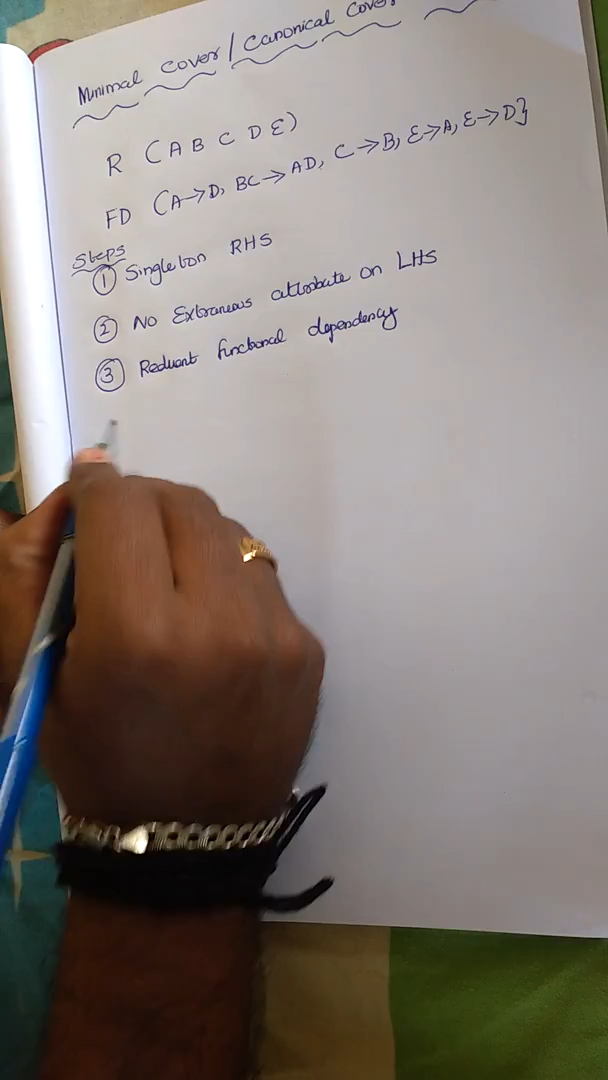 Minimal Cover / Canonical Cover
R (A B C D E)
FD (A→D, BC→AD, C→B, E→A, E→D}
Steps
① Singleton RHS
② No Extraneous attribute on LHS
③ Reduant functional dependency